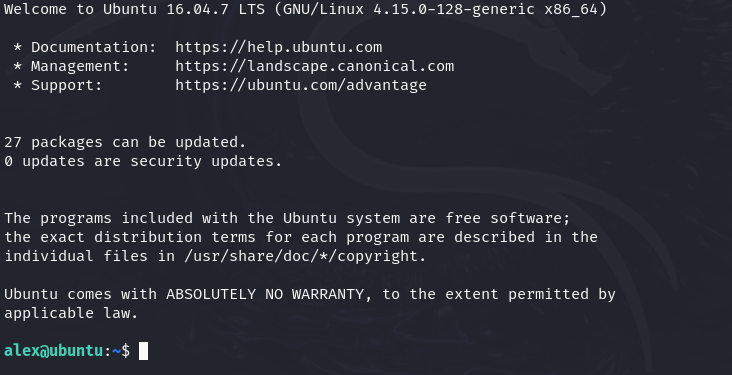 Welcome to Ubuntu 16.04.7 LTS (GNU/Linux 4.15.0-128-generic x86_64)
* Documentation:  https://help.ubuntu.com
* Management:     https://landscape.canonical.com
* Support:        https://ubuntu.com/advantage
27 packages can be updated.
0 updates are security updates.
The programs included with the Ubuntu system are free software;
the exact distribution terms for each program are described in the
individual files in /usr/share/doc/*/copyright.
Ubuntu comes with ABSOLUTELY NO WARRANTY, to the extent permitted by
applicable law.
alex@ubuntu:~$